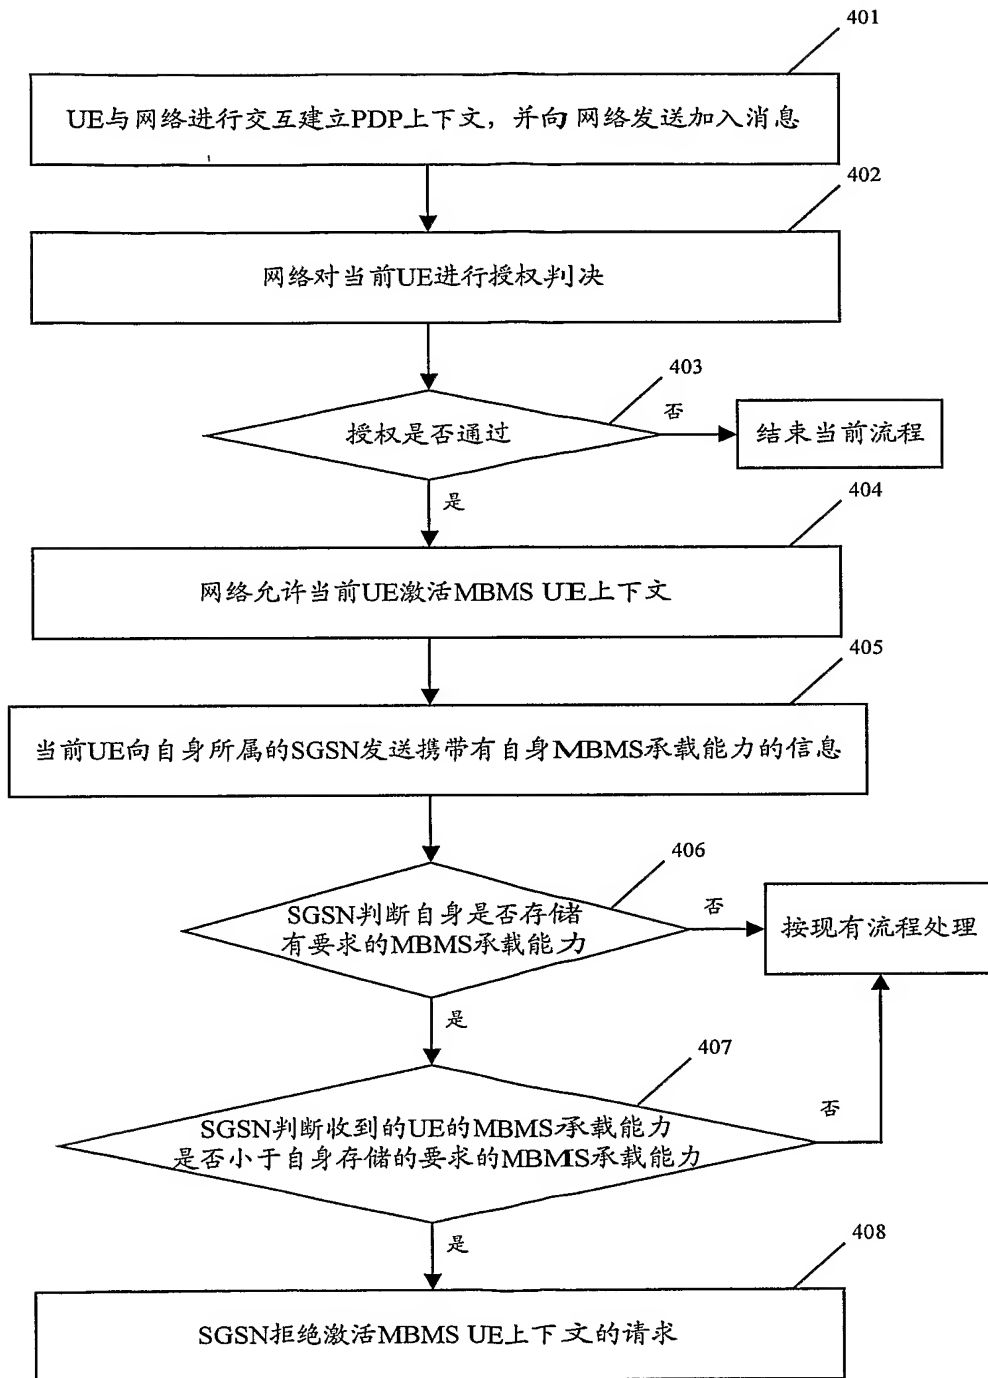 401
UE与网络进行交互建立PDP上下文，并向网络发送加入消息
402
网络对当前UE进行授权判决
403
授权是否通过
否
结束当前流程
是
404
网络允许当前UE激活MBMS UE上下文
405
当前UE向自身所属的SGSN发送携带有自身MBMS承载能力的信息
406
SGSN判断自身是否存储
有要求的MBMS承载能力
否
按现有流程处理
是
407
SGSN判断收到的UE的MBMS承载能力
是否小于自身存储的要求的MBMS承载能力
否
是
408
SGSN拒绝激活MBMS UE上下文的请求